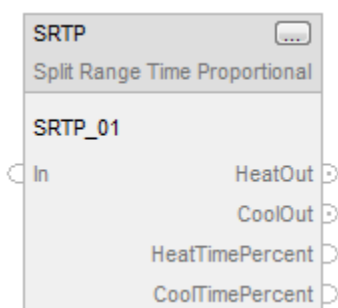 SRTP ...
Split Range Time Proportional
SRTP_01
In HeatOut
CoolOut
HeatTimePercent
CoolTimePercent